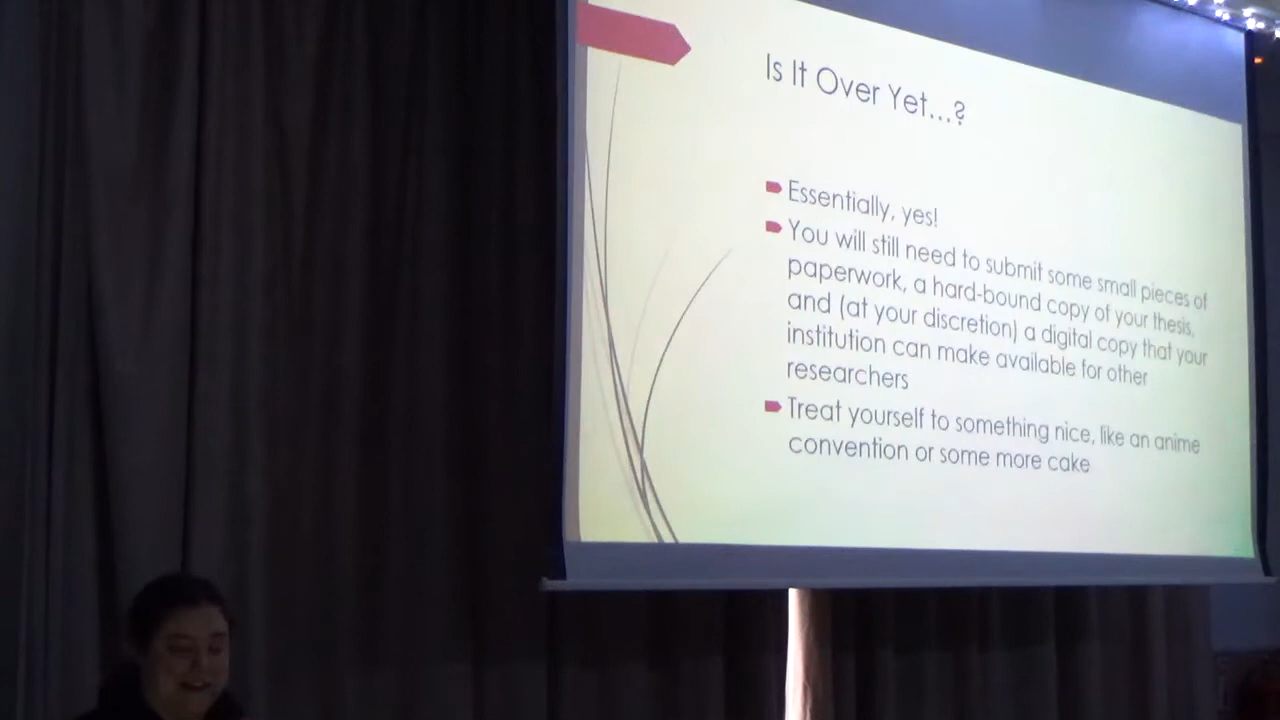 Is It Over Yet...?
Essentially, yes!
You will still need to submit some small pieces of
paperwork, a hard-bound copy of your thesis,
and (at your discretion) a digital copy that your
institution can make available for other
researchers
Treat yourself to something nice, like an anime
convention or some more cake